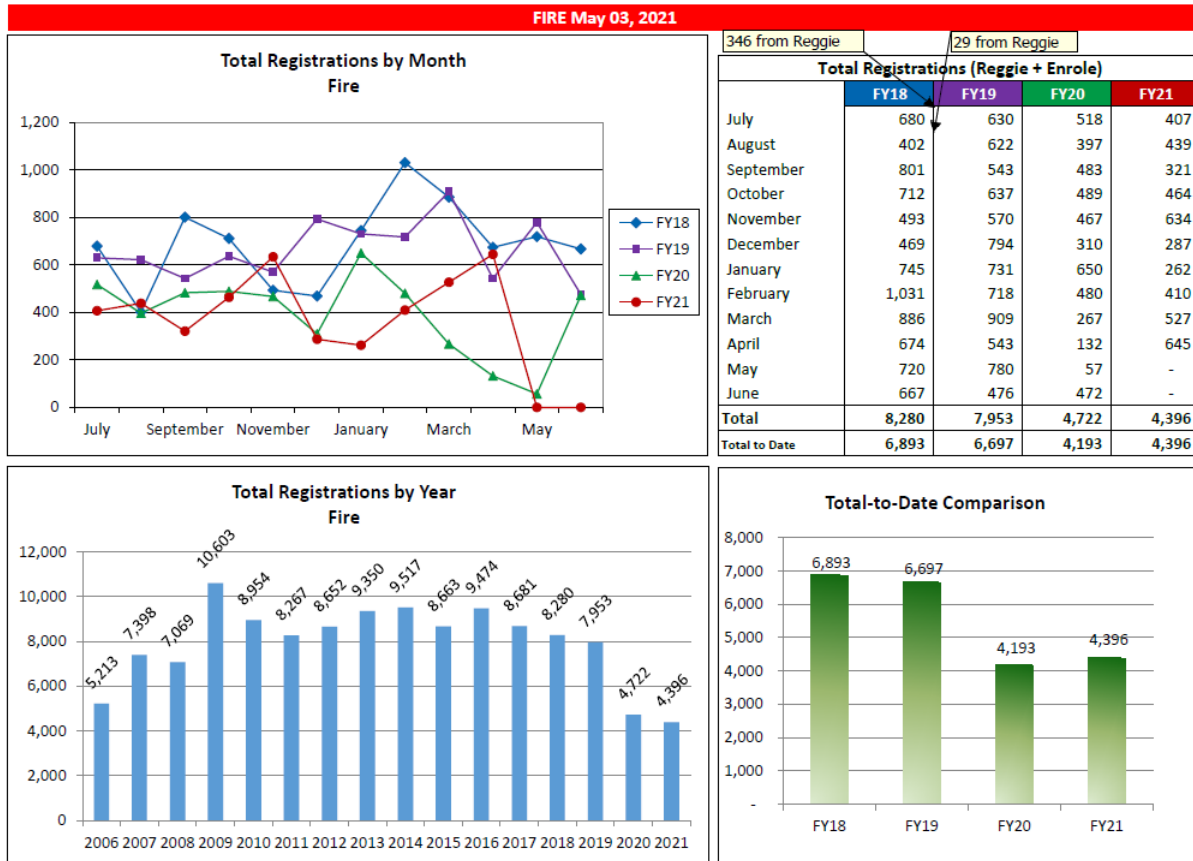 FIRE May 03, 2021
Total Registrations by Month
Fire
1,200
1,000
800
600
400
200
0
July September November January March May
FY18
FY19
FY20
FY21
346 from Reggie 29 from Reggie
Total Registrations (Reggie + Enrole)
FY18 FY19 FY20 FY21
July 680 630 518 407
August 402 622 397 439
September 801 543 483 321
October 712 637 489 464
November 493 570 467 634
December 469 794 310 287
January 745 731 650 262
February 1,031 718 480 410
March 886 909 267 527
April 674 543 132 645
May 720 780 57 -
June 667 476 472 -
Total 8,280 7,953 4,722 4,396
Total to Date 6,893 6,697 4,193 4,396
Total Registrations by Year
Fire
12,000
10,000
8,000
6,000
4,000
2,000
0
5,213 7,398 7,069 10,603 8,954 8,267 8,652 9,350 9,517 8,663 9,474 8,681 8,280 7,953 4,722 4,396
2006 2007 2008 2009 2010 2011 2012 2013 2014 2015 2016 2017 2018 2019 2020 2021
Total-to-Date Comparison
8,000
7,000
6,000
5,000
4,000
3,000
2,000
1,000
-
6,893 6,697 4,193 4,396
FY18 FY19 FY20 FY21